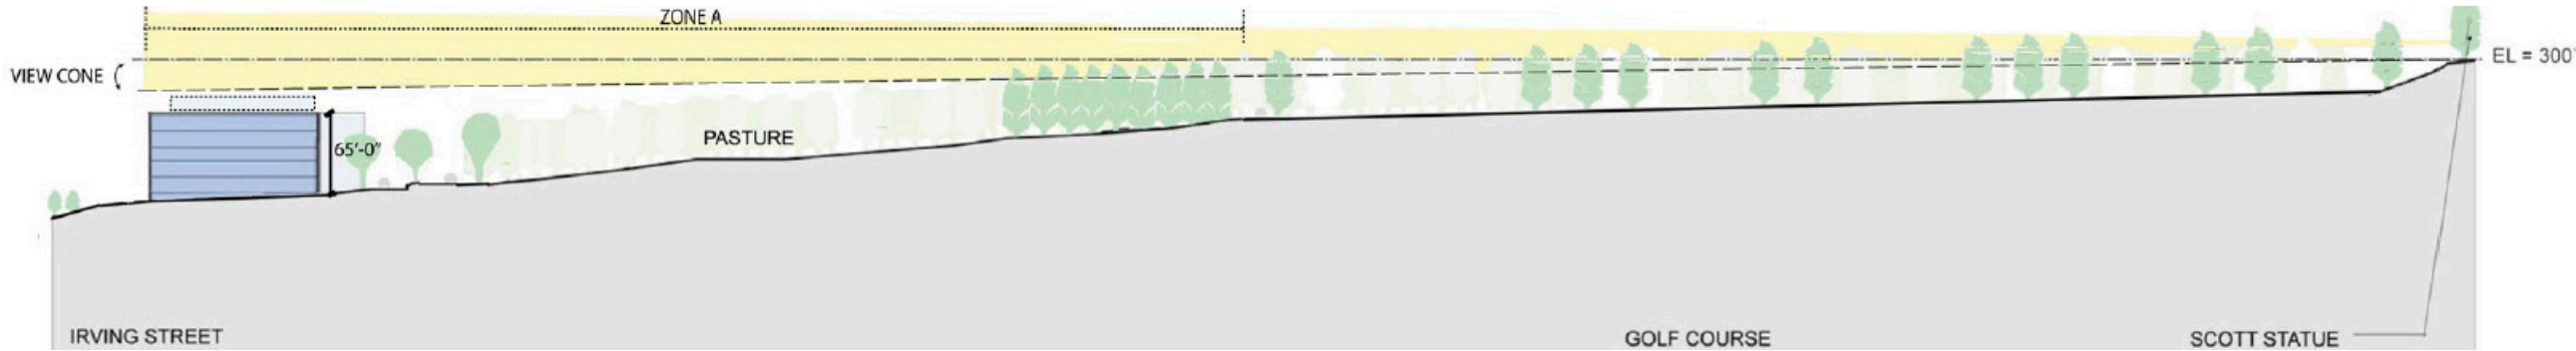 ZONE A
VIEW CONE
EL = 300'
PASTURE
65'-0"
IRVING STREET
GOLF COURSE
SCOTT STATUE